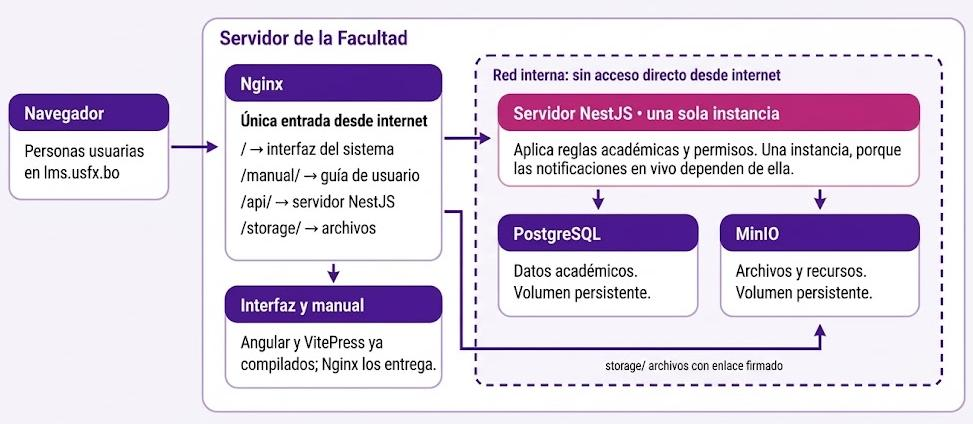 Servidor de la Facultad
Navegador
Personas usuarias
en lms.usfx.bo
Nginx
Única entrada desde internet
/ → interfaz del sistema
/manual/ → guía de usuario
/api/ → servidor NestJS
/storage/ → archivos
Interfaz y manual
Angular y VitePress ya
compilados; Nginx los entrega.
Red interna: sin acceso directo desde internet
Servidor NestJS • una sola instancia
Aplica reglas académicas y permisos. Una instancia, porque
las notificaciones en vivo dependen de ella.
PostgreSQL
Datos académicos.
Volumen persistente.
MinIO
Archivos y recursos.
Volumen persistente.
storage/ archivos con enlace firmado